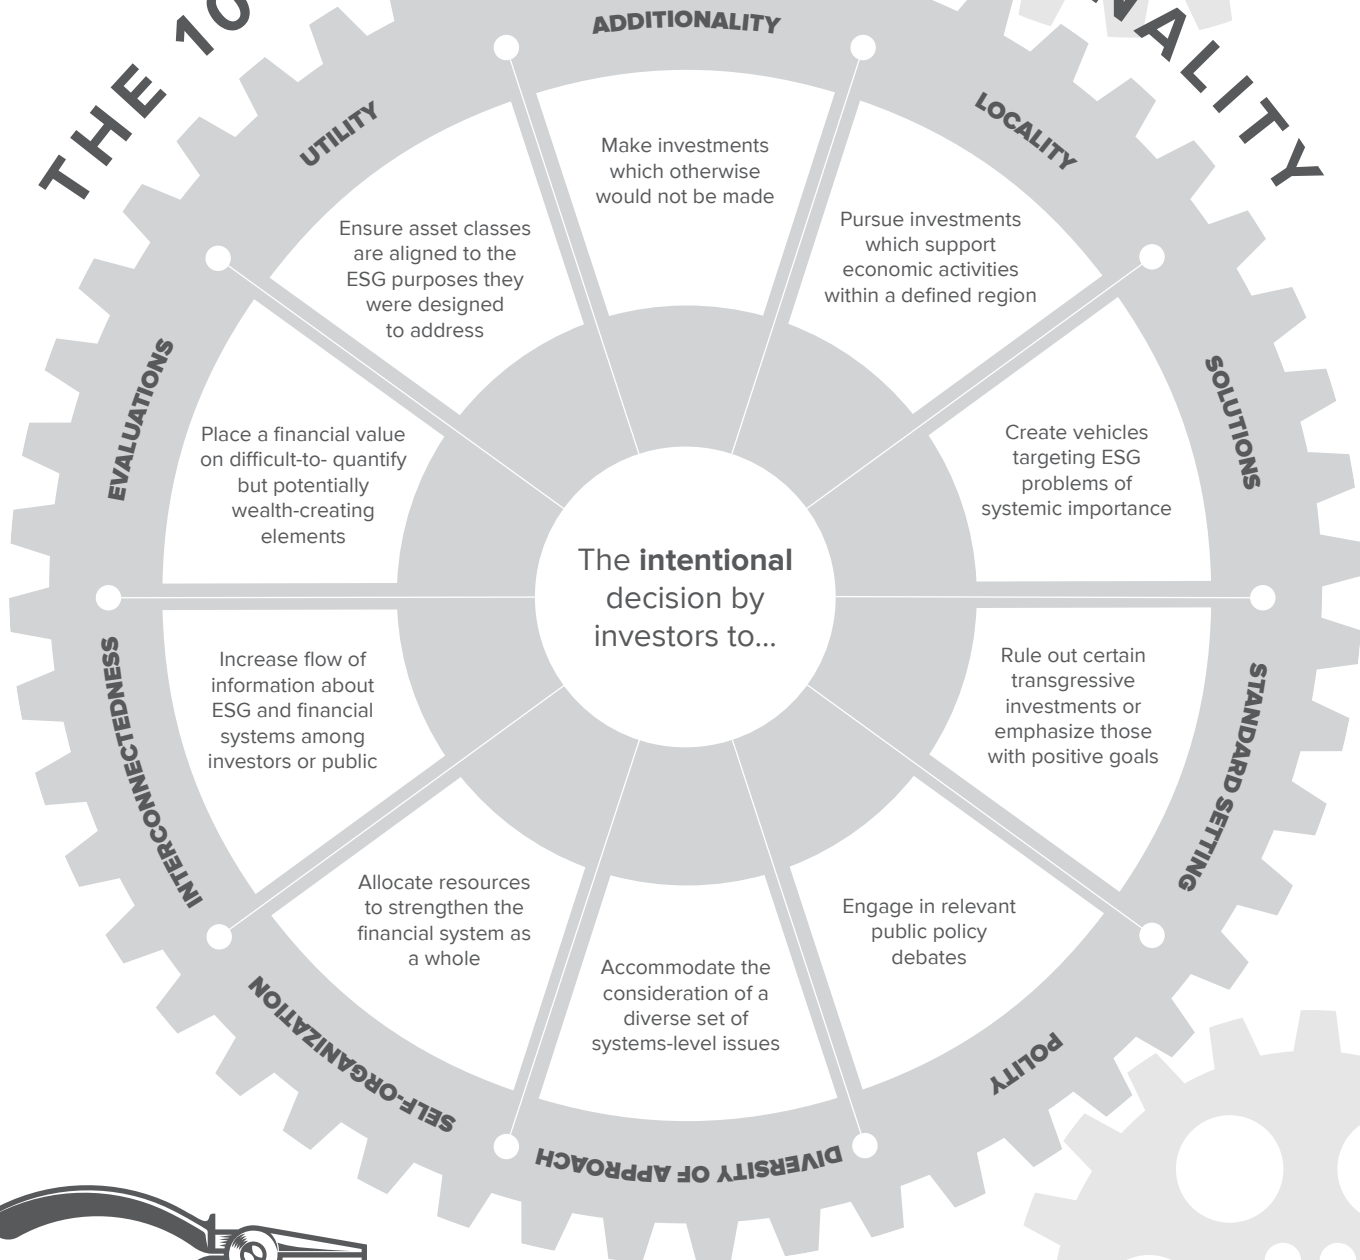 THE 10
NALITY
ADDITIONALITY
Make investments
which otherwise
would not be made
LOCALITY
Pursue investments
which support
economic activities
within a defined region
SOLUTIONS
Create vehicles
targeting ESG
problems of
systemic importance
STANDARD SETTING
Rule out certain
transgressive
investments or
emphasize those
with positive goals
POLITY
Engage in relevant
public policy
debates
DIVERSITY OF APPROACH
Accommodate the
consideration of a
diverse set of
systems-level issues
SELF-ORGANIZATION
Allocate resources
to strengthen the
financial system as
a whole
INTERCONNECTEDNESS
Increase flow of
information about
ESG and financial
systems among
investors or public
EVALUATIONS
Place a financial value
on difficult-to- quantify
but potentially
wealth-creating
elements
UTILITY
Ensure asset classes
are aligned to the
ESG purposes they
were designed
to address
The intentional
decision by
investors to...